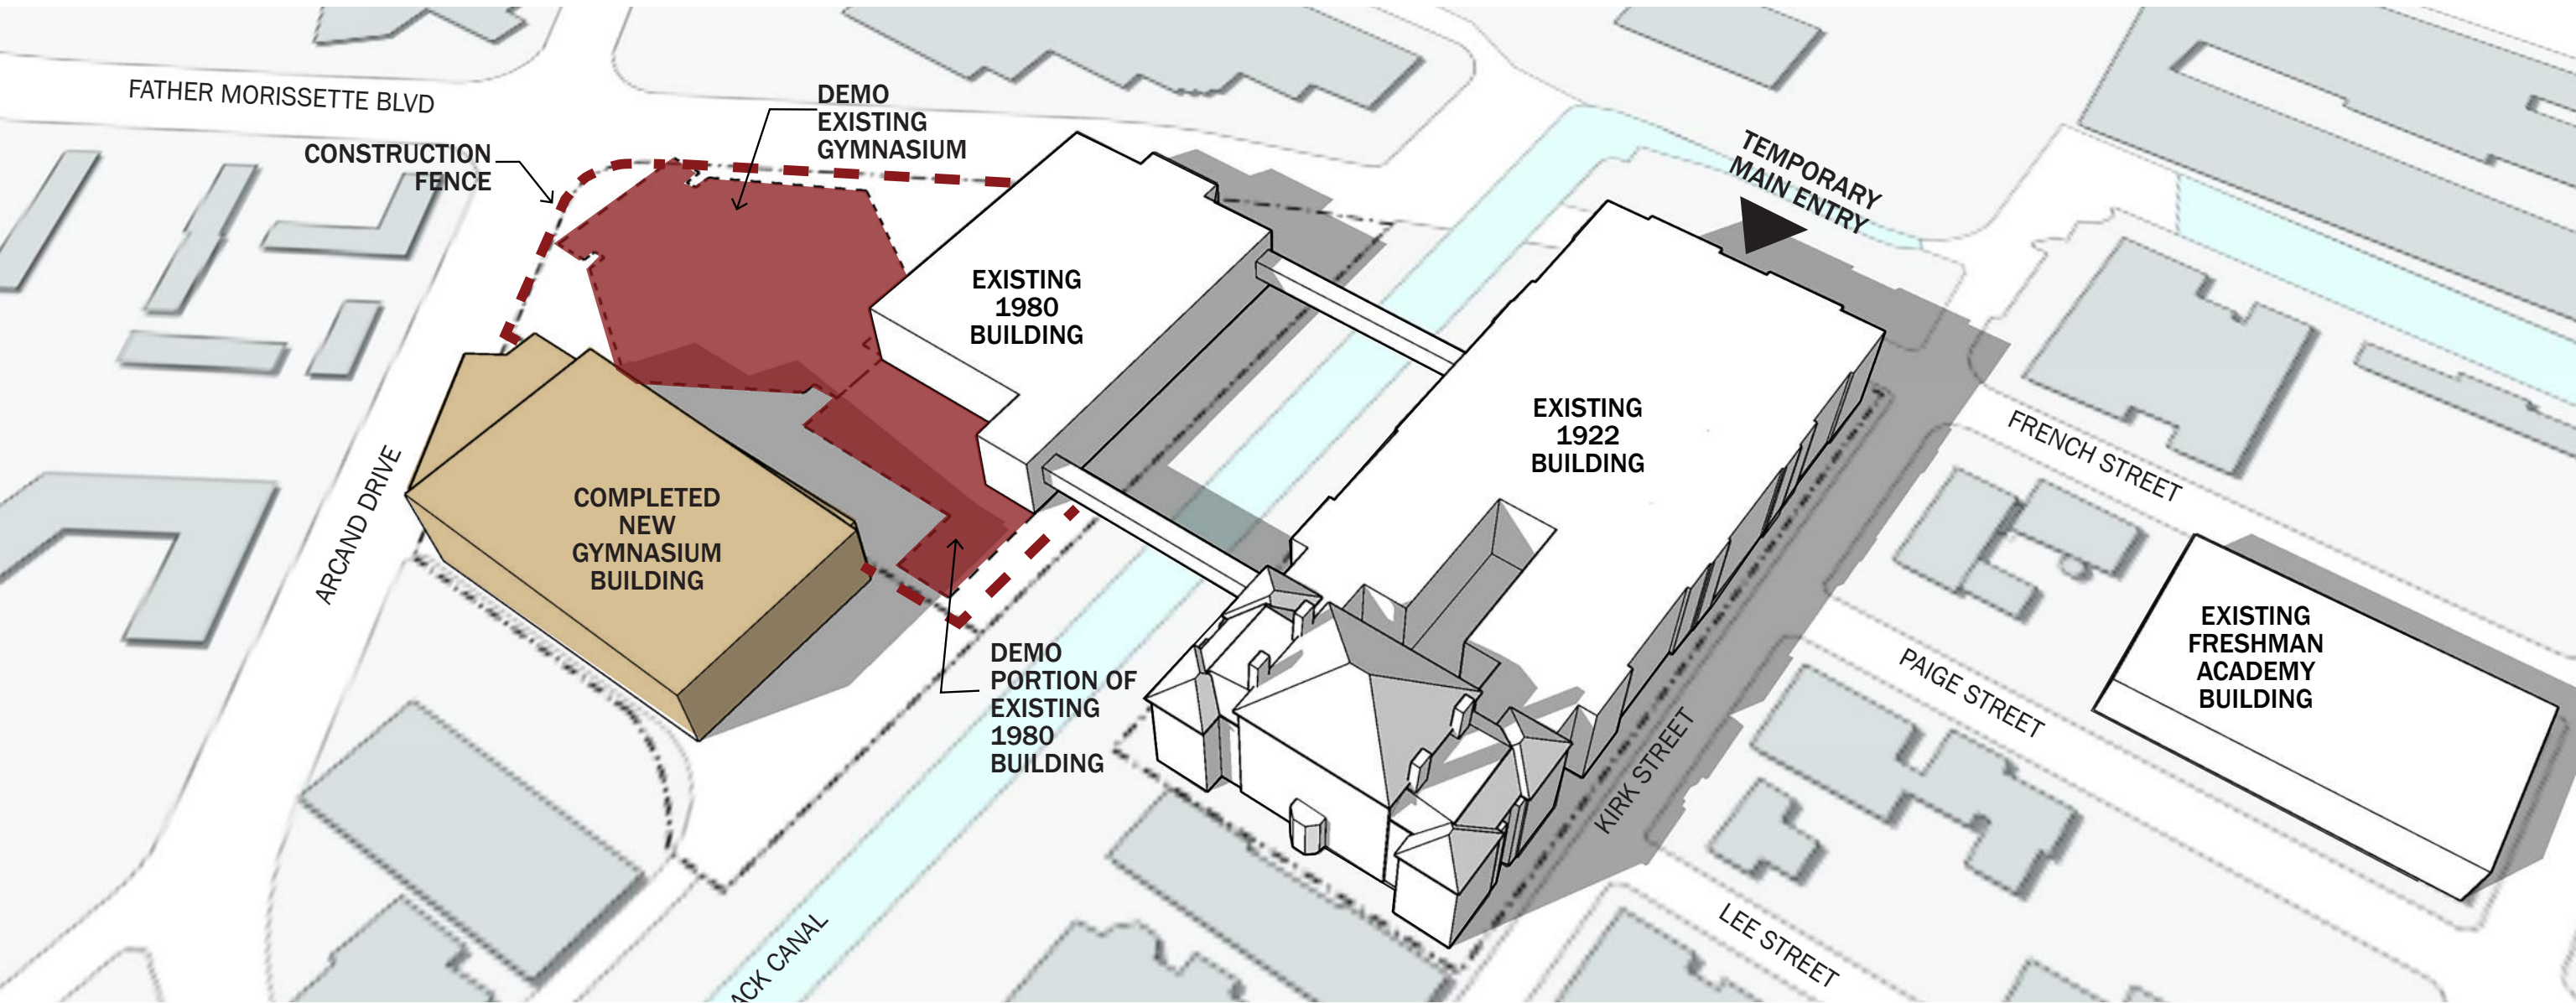 FATHER MORISSETTE BLVD
CONSTRUCTION
FENCE
DEMO
EXISTING
GYMNASIUM
TEMPORARY
MAIN ENTRY
EXISTING
1980
BUILDING
EXISTING
1922
BUILDING
FRENCH STREET
ARCAND DRIVE
COMPLETED
NEW
GYMNASIUM
BUILDING
DEMO
PORTION OF
EXISTING
1980
BUILDING
EXISTING
FRESHMAN
ACADEMY
BUILDING
PAIGE STREET
KIRK STREET
LEE STREET
ACK CANAL